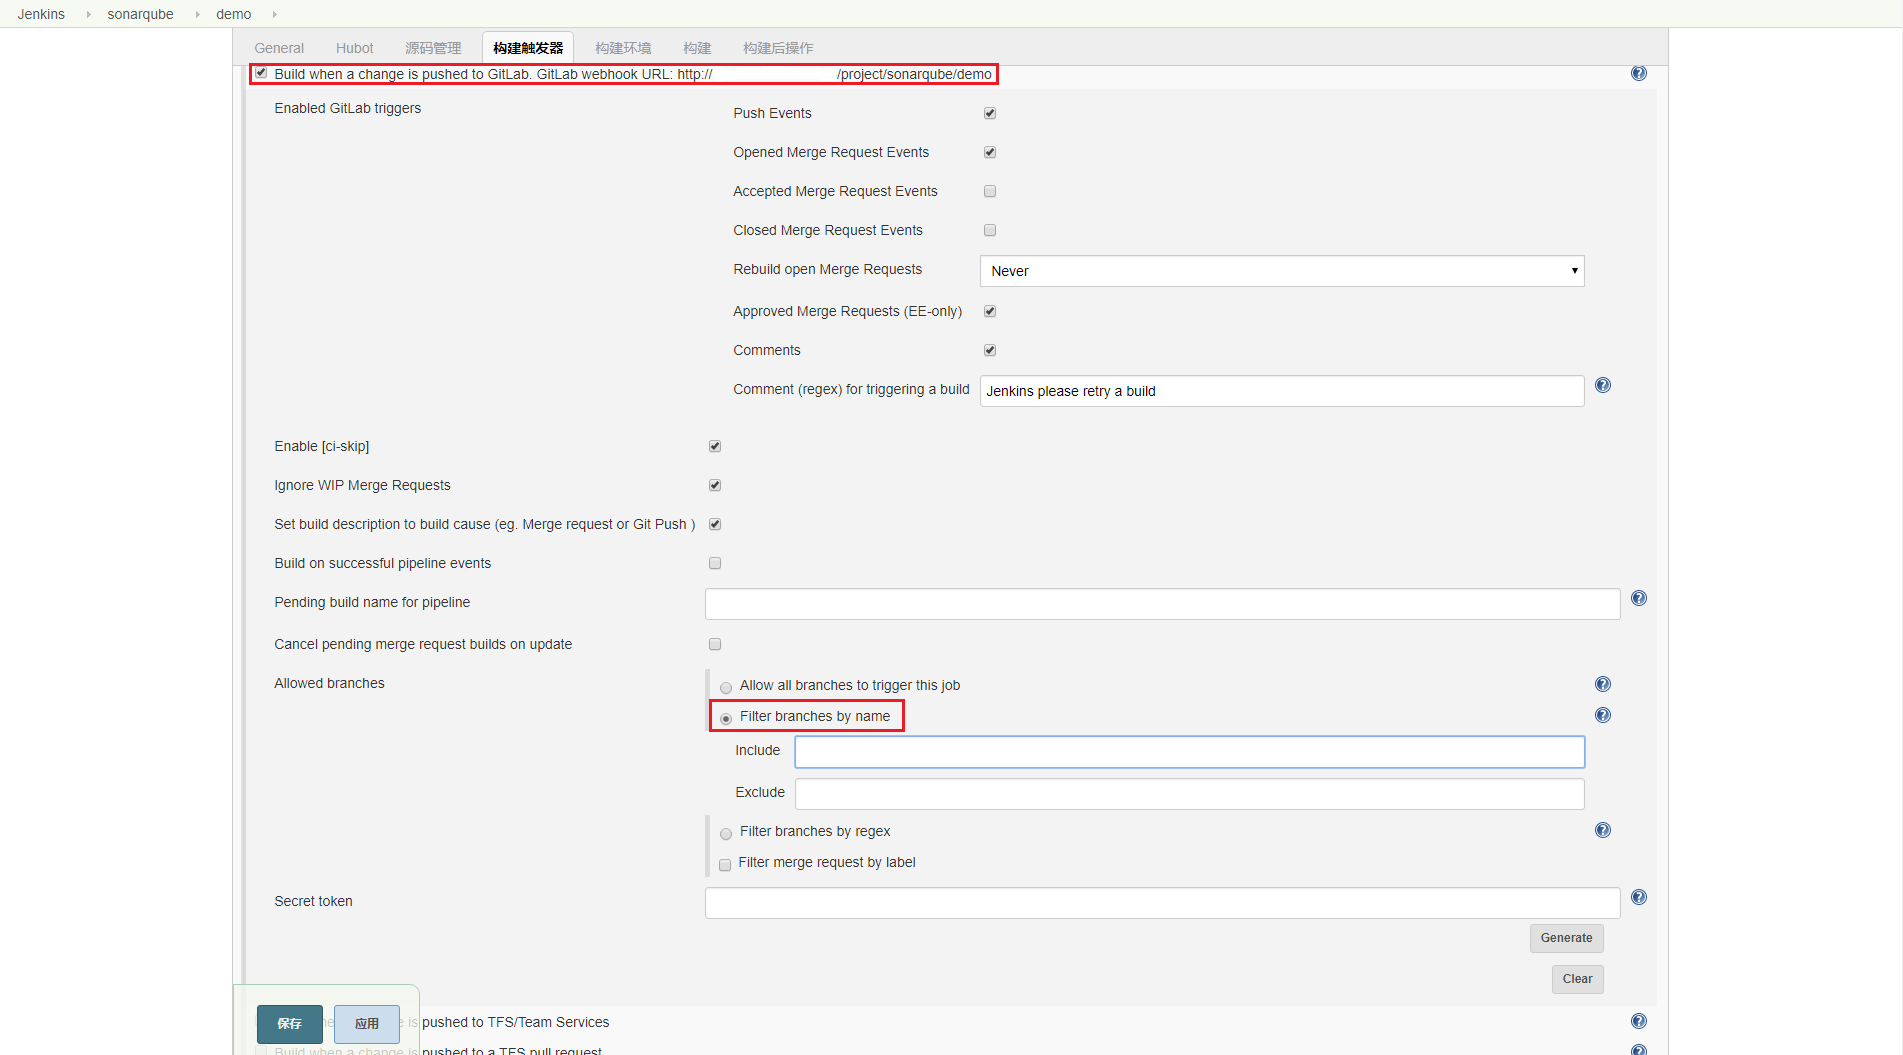 Jenkins sonarqube demo
General Hubot 源码管理 构建触发器 构建环境 构建 构建后操作
Build when a change is pushed to GitLab. GitLab webhook URL: http:// /project/sonarqube/demo
Enabled GitLab triggers
Push Events
Opened Merge Request Events
Accepted Merge Request Events
Closed Merge Request Events
Rebuild open Merge Requests Never
Approved Merge Requests (EE-only)
Comments
Comment (regex) for triggering a build Jenkins please retry a build
Enable [ci-skip]
Ignore WIP Merge Requests
Set build description to build cause (eg. Merge request or Git Push )
Build on successful pipeline events
Pending build name for pipeline
Cancel pending merge request builds on update
Allowed branches
Allow all branches to trigger this job
Filter branches by name
Include
Exclude
Filter branches by regex
Filter merge request by label
Secret token
Generate
Clear
保存 应用 is pushed to TFS/Team Services
Build when a change is pushed to a TFS pull request